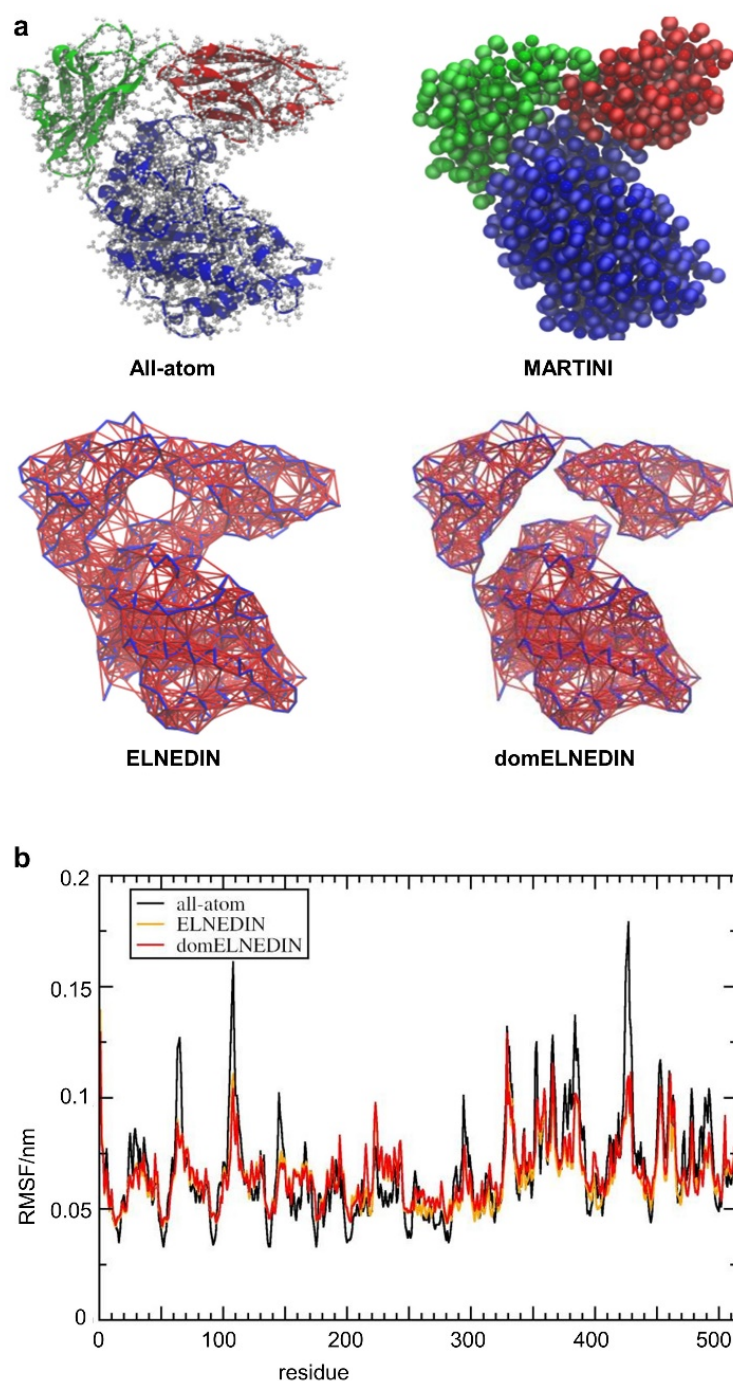 a
All-atom MARTINI
ELNEDIN domELNEDIN
b
0.2
0.15
0.1
0.05
0
RMSF/nm
all-atom
ELNEDIN
domELNEDIN
0 100 200 300 400 500
residue